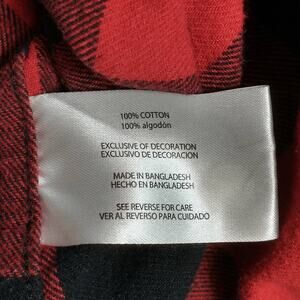 100% COTTON
100% algodón
EXCLUSIVE OF DECORATION
EXCLUSIVO DE DECORACION
MADE IN BANGLADESH
HECHO EN BANGLADESH
SEE REVERSE FOR CARE
VER AL REVERSO PARA CUIDADO